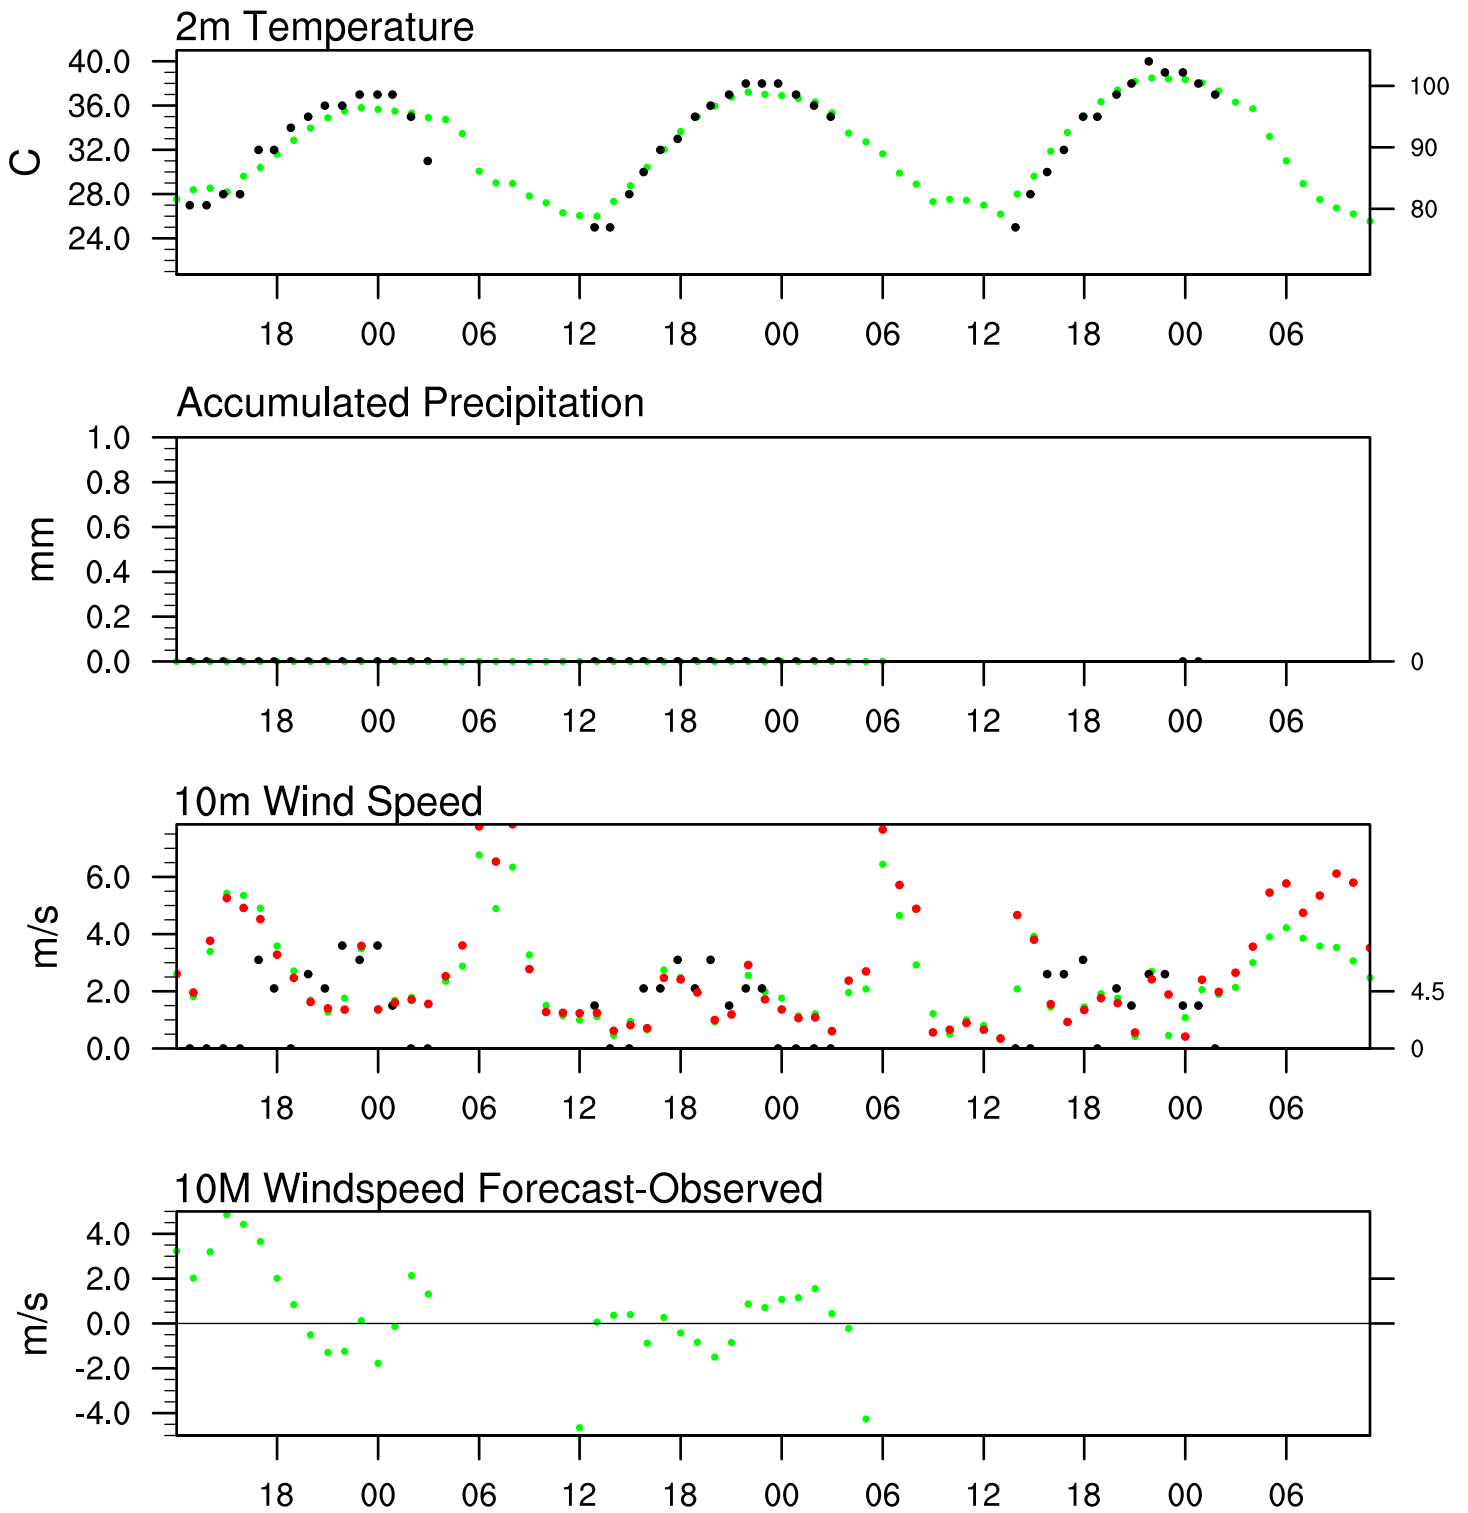 2m Temperature
40.0
36.0
32.0
28.0
24.0
C
100
90
80
18 00 06 12 18 00 06 12 18 00 06
Accumulated Precipitation
1.0
0.8
0.6
0.4
0.2
0.0
mm
0
18 00 06 12 18 00 06 12 18 00 06
10m Wind Speed
6.0
4.0
2.0
0.0
m/s
4.5
0
18 00 06 12 18 00 06 12 18 00 06
10M Windspeed Forecast-Observed
4.0
2.0
0.0
-2.0
-4.0
m/s
18 00 06 12 18 00 06 12 18 00 06